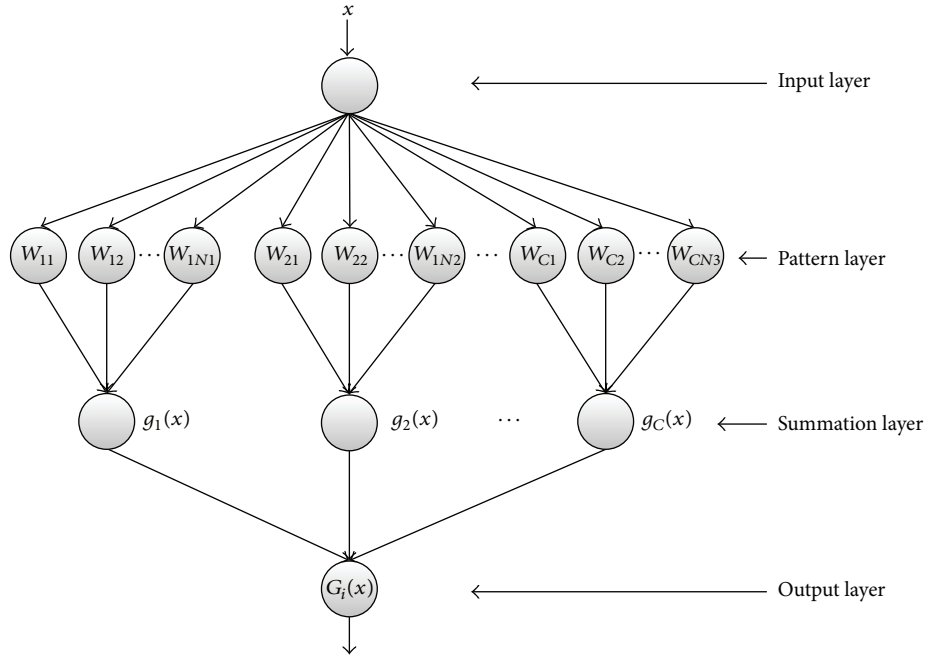 x
Input layer
W11 W12 ··· W1N1 W21 W22 ··· W1N2 ··· WC1 WC2 ··· WCN3 Pattern layer
g1(x) g2(x) ··· gC(x) Summation layer
Gi(x) Output layer